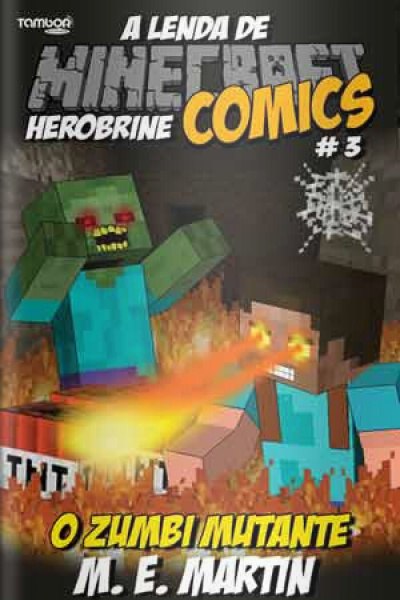 TAMBOR
A LENDA DE
MINECRAFT
HEROBRINE COMICS
# 3
TNT
O ZUMBI MUTANTE
M. E. MARTIN